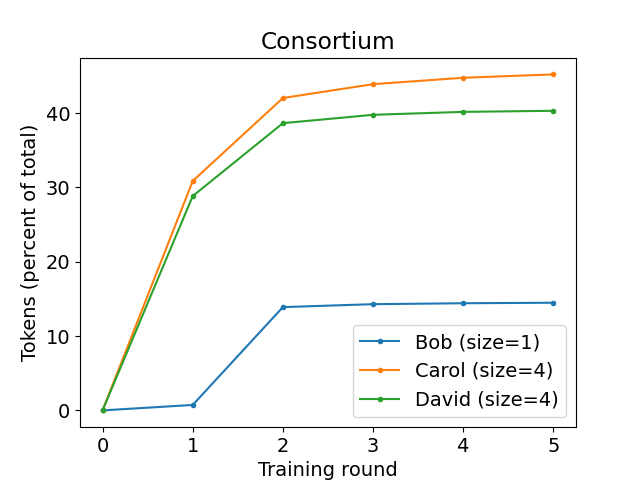 Consortium
Tokens (percent of total)
40
30
20
10
0
Bob (size=1)
Carol (size=4)
David (size=4)
0 1 2 3 4 5
Training round